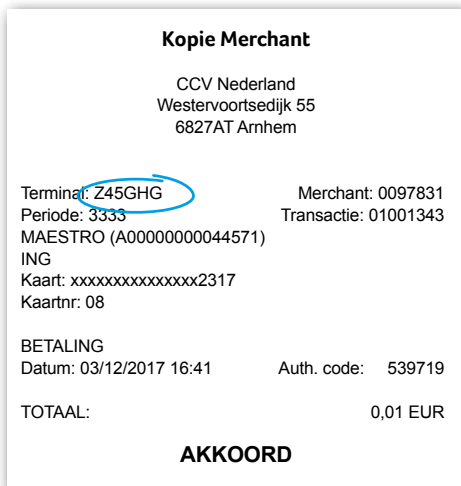 Kopie Merchant
CCV Nederland
Westervoortsedijk 55
6827AT Arnhem
Terminal: Z45GHG Merchant: 0097831
Periode: 3333 Transactie: 01001343
MAESTRO (A00000000044571)
ING
Kaart: xxxxxxxxxxxxxxx2317
Kaartnr: 08
BETALING
Datum: 03/12/2017 16:41 Auth. code: 539719
TOTAAL: 0,01 EUR
AKKOORD